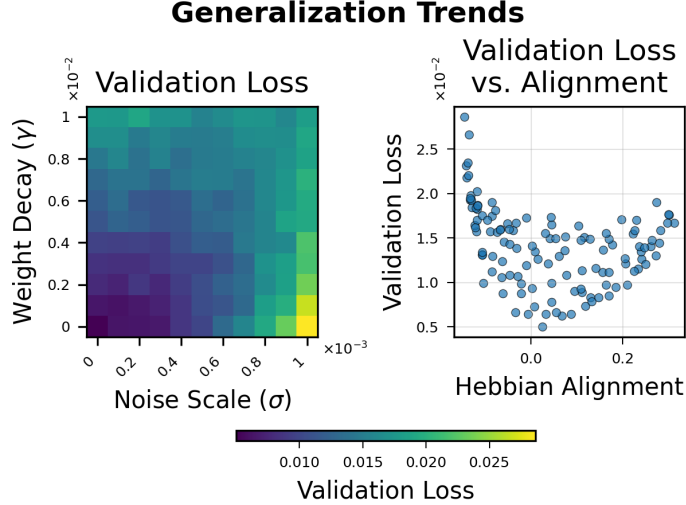 Generalization Trends
Validation Loss
×10⁻²
Weight Decay (γ)
1
0.8
0.6
0.4
0.2
0
0
0.2
0.4
0.6
0.8
1
×10⁻³
Noise Scale (σ)
Validation Loss
vs. Alignment
×10⁻²
Validation Loss
2.5
2.0
1.5
1.0
0.5
0.0
0.2
Hebbian Alignment
0.010
0.015
0.020
0.025
Validation Loss